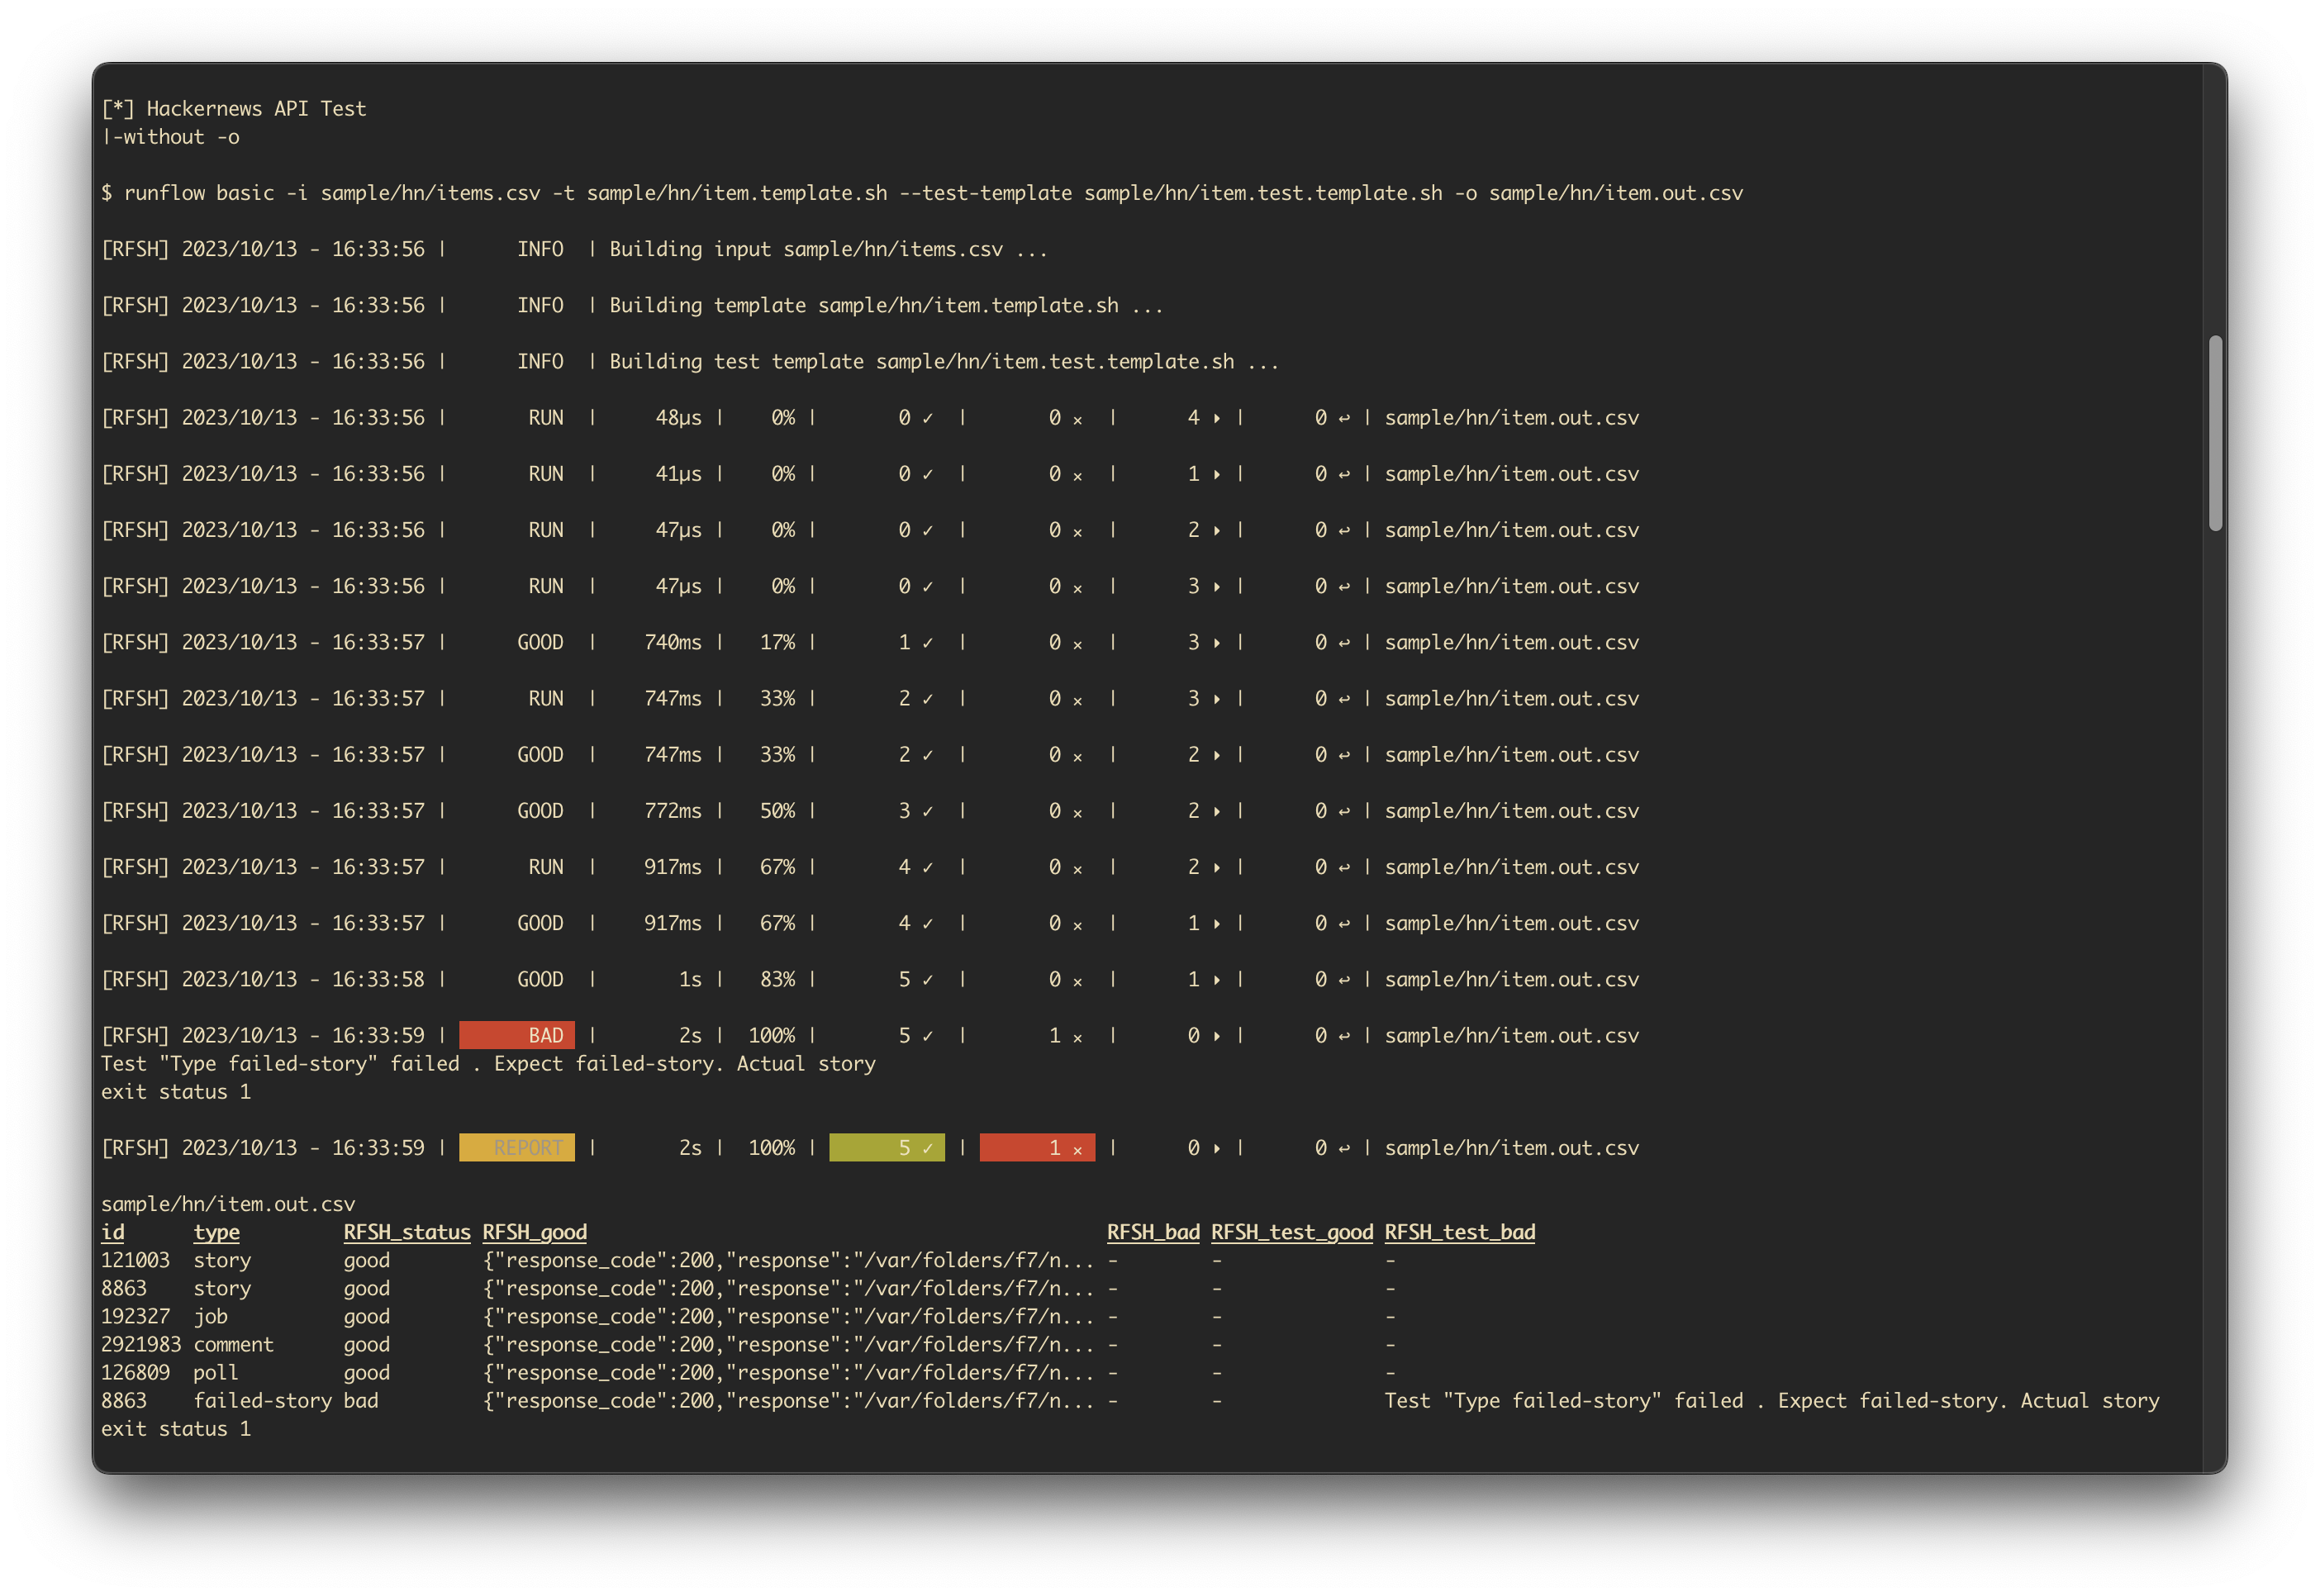 [*] Hackernews API Test
|-without -o
$ runflow basic -i sample/hn/items.csv -t sample/hn/item.template.sh --test-template sample/hn/item.test.template.sh -o sample/hn/item.out.csv
[RFSH] 2023/10/13 - 16:33:56 | INFO | Building input sample/hn/items.csv ...
[RFSH] 2023/10/13 - 16:33:56 | INFO | Building template sample/hn/item.template.sh ...
[RFSH] 2023/10/13 - 16:33:56 | INFO | Building test template sample/hn/item.test.template.sh ...
[RFSH] 2023/10/13 - 16:33:56 | RUN | 48µs | 0% | 0 ✓ | 0 × | 4 ‣ | 0 ↩ | sample/hn/item.out.csv
[RFSH] 2023/10/13 - 16:33:56 | RUN | 41µs | 0% | 0 ✓ | 0 × | 1 ‣ | 0 ↩ | sample/hn/item.out.csv
[RFSH] 2023/10/13 - 16:33:56 | RUN | 47µs | 0% | 0 ✓ | 0 × | 2 ‣ | 0 ↩ | sample/hn/item.out.csv
[RFSH] 2023/10/13 - 16:33:56 | RUN | 47µs | 0% | 0 ✓ | 0 × | 3 ‣ | 0 ↩ | sample/hn/item.out.csv
[RFSH] 2023/10/13 - 16:33:57 | GOOD | 740ms | 17% | 1 ✓ | 0 × | 3 ‣ | 0 ↩ | sample/hn/item.out.csv
[RFSH] 2023/10/13 - 16:33:57 | RUN | 747ms | 33% | 2 ✓ | 0 × | 3 ‣ | 0 ↩ | sample/hn/item.out.csv
[RFSH] 2023/10/13 - 16:33:57 | GOOD | 747ms | 33% | 2 ✓ | 0 × | 2 ‣ | 0 ↩ | sample/hn/item.out.csv
[RFSH] 2023/10/13 - 16:33:57 | GOOD | 772ms | 50% | 3 ✓ | 0 × | 2 ‣ | 0 ↩ | sample/hn/item.out.csv
[RFSH] 2023/10/13 - 16:33:57 | RUN | 917ms | 67% | 4 ✓ | 0 × | 2 ‣ | 0 ↩ | sample/hn/item.out.csv
[RFSH] 2023/10/13 - 16:33:57 | GOOD | 917ms | 67% | 4 ✓ | 0 × | 1 ‣ | 0 ↩ | sample/hn/item.out.csv
[RFSH] 2023/10/13 - 16:33:58 | GOOD | 1s | 83% | 5 ✓ | 0 × | 1 ‣ | 0 ↩ | sample/hn/item.out.csv
[RFSH] 2023/10/13 - 16:33:59 | BAD | 2s | 100% | 5 ✓ | 1 × | 0 ‣ | 0 ↩ | sample/hn/item.out.csv
Test "Type failed-story" failed . Expect failed-story. Actual story
exit status 1
[RFSH] 2023/10/13 - 16:33:59 | REPORT | 2s | 100% | 5 ✓ | 1 × | 0 ‣ | 0 ↩ | sample/hn/item.out.csv
sample/hn/item.out.csv
id type RFSH_status RFSH_good RFSH_bad RFSH_test_good RFSH_test_bad
121003 story good {"response_code":200,"response":"/var/folders/f7/n... - - -
8863 story good {"response_code":200,"response":"/var/folders/f7/n... - - -
192327 job good {"response_code":200,"response":"/var/folders/f7/n... - - -
2921983 comment good {"response_code":200,"response":"/var/folders/f7/n... - - -
126809 poll good {"response_code":200,"response":"/var/folders/f7/n... - - -
8863 failed-story bad {"response_code":200,"response":"/var/folders/f7/n... - - Test "Type failed-story" failed . Expect failed-story. Actual story
exit status 1